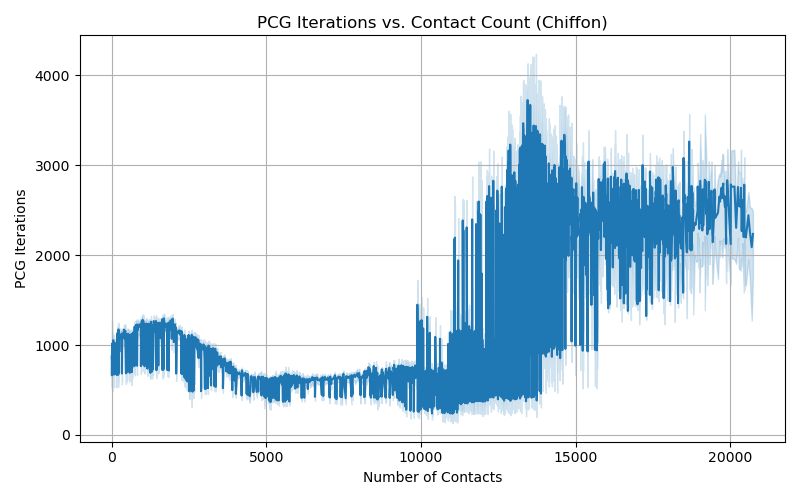 PCG Iterations vs. Contact Count (Chiffon)
PCG Iterations
4000
3000
2000
1000
0
0 5000 10000 15000 20000
Number of Contacts